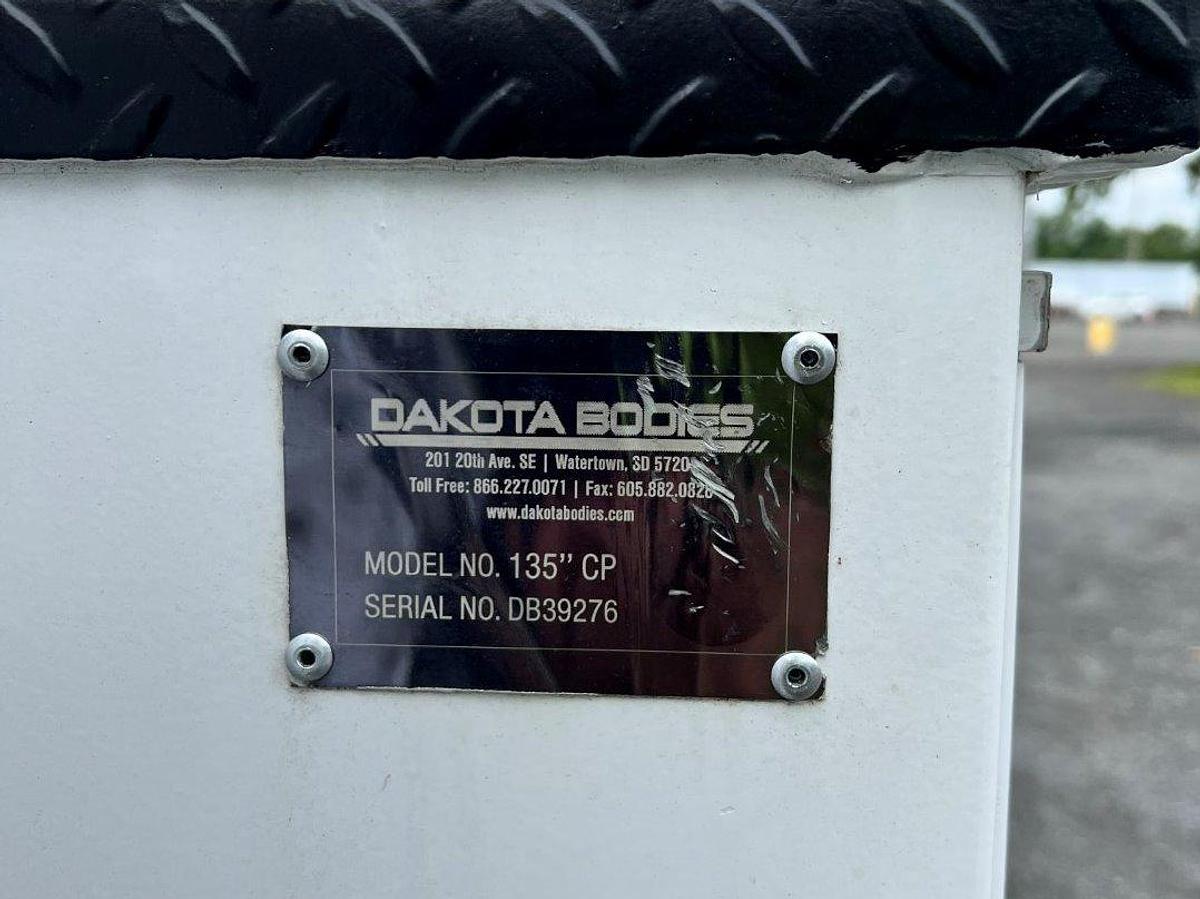 DAKOTA BODIES
201 20th Ave. SE | Watertown, SD
Toll Free: 866.227.0071 | Fax: 605.882.0828
www.dakotabodies.com
MODEL NO. 135" CP
SERIAL NO. DB39276